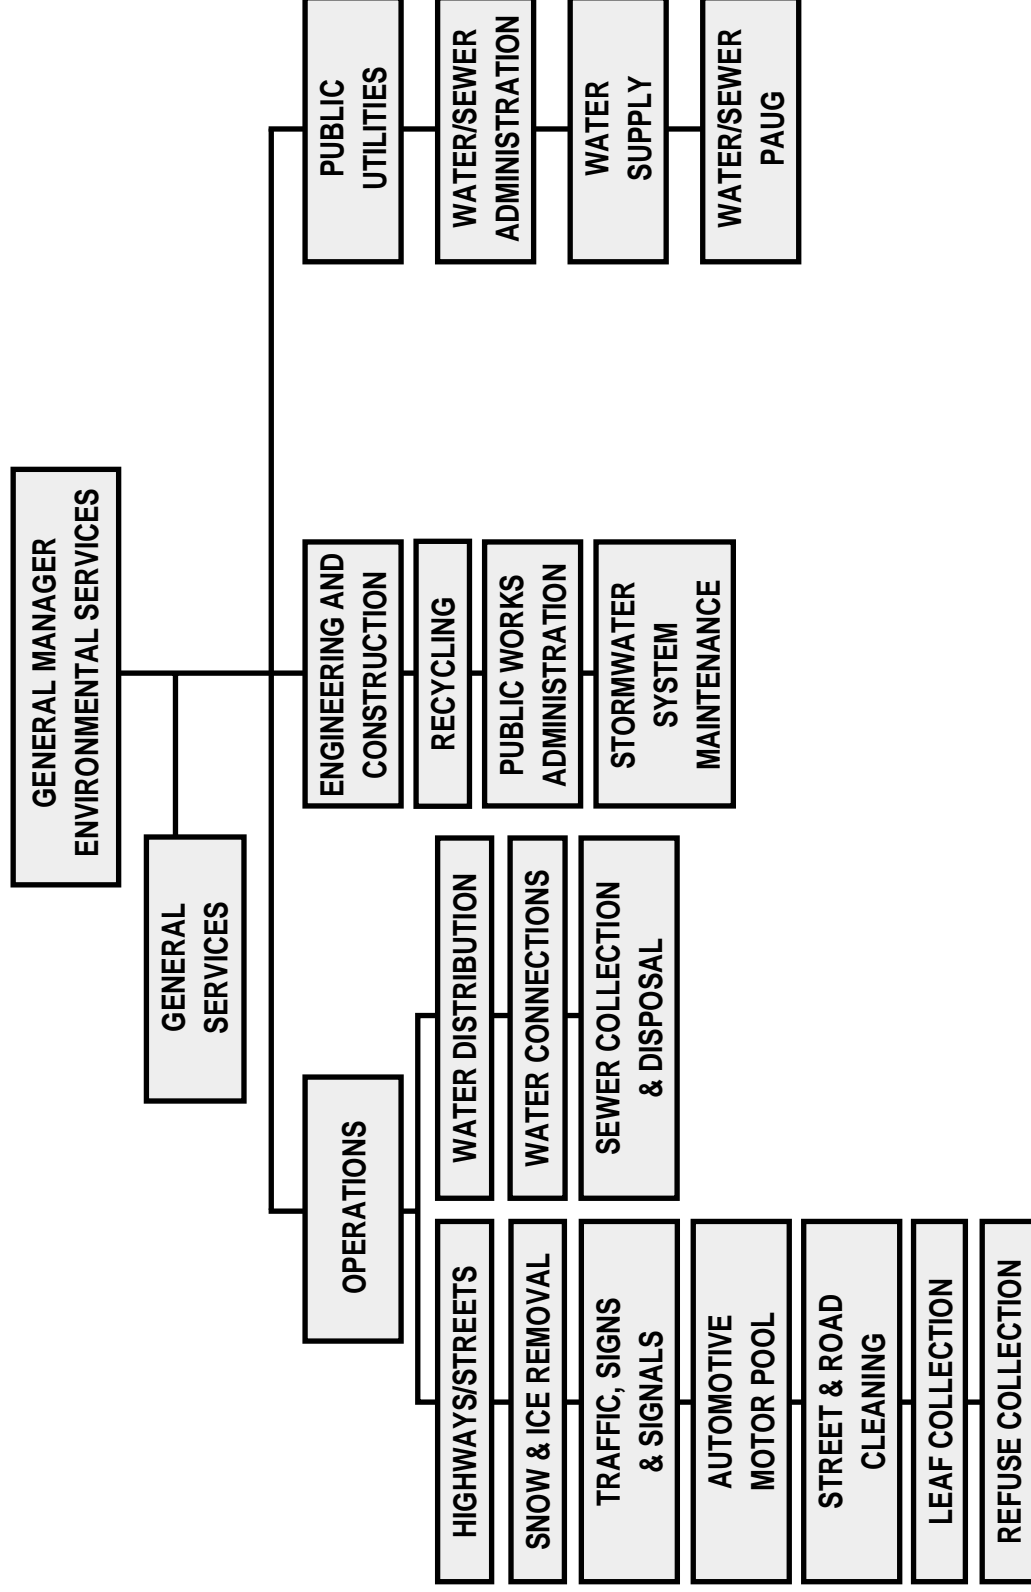 GENERAL MANAGER
ENVIRONMENTAL SERVICES
GENERAL
SERVICES
OPERATIONS
HIGHWAYS/STREETS
SNOW & ICE REMOVAL
TRAFFIC, SIGNS
& SIGNALS
AUTOMOTIVE
MOTOR POOL
STREET & ROAD
CLEANING
LEAF COLLECTION
REFUSE COLLECTION
WATER DISTRIBUTION
WATER CONNECTIONS
SEWER COLLECTION
& DISPOSAL
ENGINEERING AND
CONSTRUCTION
RECYCLING
PUBLIC WORKS
ADMINISTRATION
STORMWATER
SYSTEM
MAINTENANCE
PUBLIC
UTILITIES
WATER/SEWER
ADMINISTRATION
WATER
SUPPLY
WATER/SEWER
PAUG